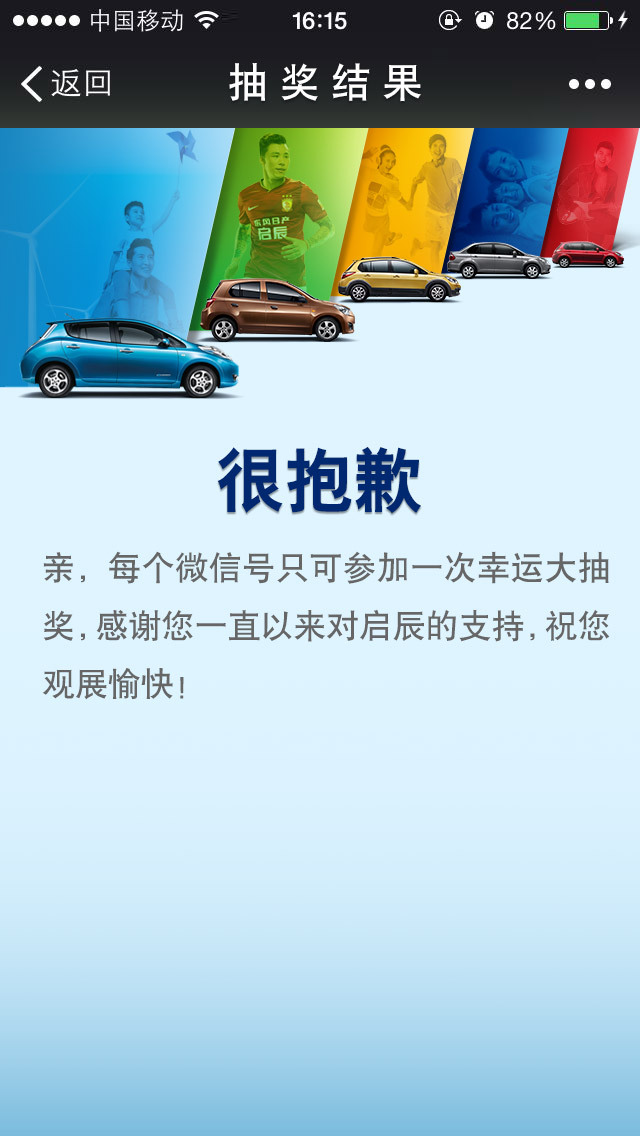 中国移动 16:15 82%
返回 抽奖结果
东风日产
启辰
很抱歉
亲，每个微信号只可参加一次幸运大抽
奖,感谢您一直以来对启辰的支持,祝您
观展愉快!